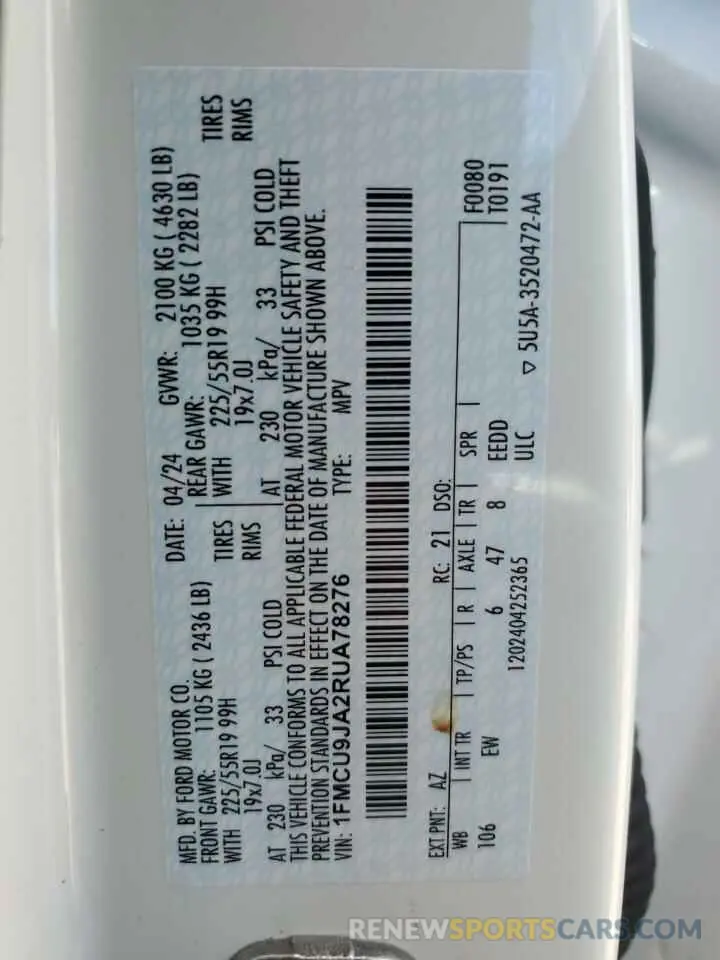 MFD. BY FORD MOTOR CO. DATE: 04/24 GVWR: 2100 KG ( 4630 LB)
FRONT GAWR: 1105 KG ( 2436 LB) REAR GAWR: 1035 KG ( 2282 LB)
WITH 225/55R19 99H TIRES WITH 225/55R19 99H TIRES
19x7.0J RIMS 19x7.0J RIMS
AT 230 kPa/ 33 PSI COLD AT 230 kPa/ 33 PSI COLD
THIS VEHICLE CONFORMS TO ALL APPLICABLE FEDERAL MOTOR VEHICLE SAFETY AND THEFT
PREVENTION STANDARDS IN EFFECT ON THE DATE OF MANUFACTURE SHOWN ABOVE.
VIN: 1FMCU9JA2RUA78276 TYPE: MPV
EXT PNT: AZ RC: 21 DSO: F0080
WB INT TR TP/PS R AXLE TR SPR T0191
106 EW 6 47 8 EEDD
1202404252365 ULC ▽ 5U5A-3520472-AA
RENEWSPORTSCARS.COM